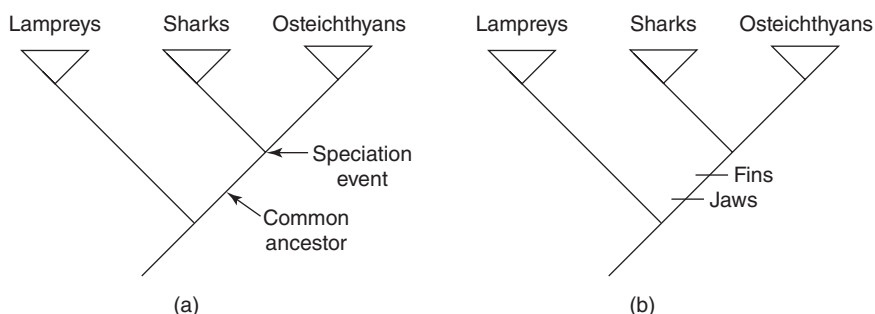 Lampreys Sharks Osteichthyans
Speciation
event
Common
ancestor
(a)
Lampreys Sharks Osteichthyans
Fins
Jaws
(b)